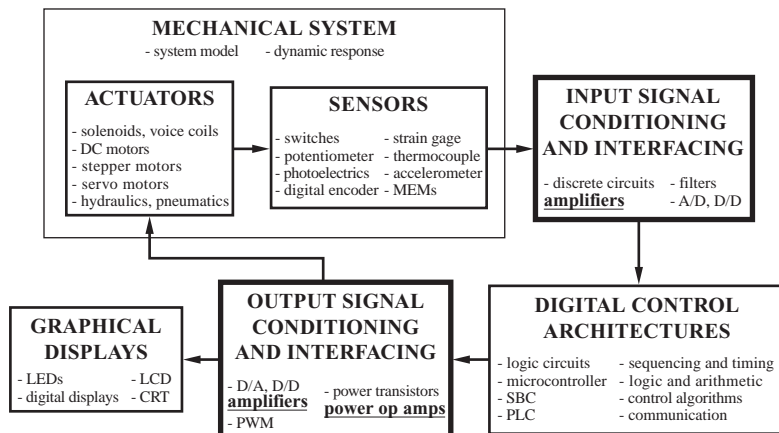 MECHANICAL SYSTEM
- system model - dynamic response
ACTUATORS
- solenoids, voice coils
- DC motors
- stepper motors
- servo motors
- hydraulics, pneumatics
SENSORS
- switches
- potentiometer
- photoelectrics
- digital encoder
- strain gage
- thermocouple
- accelerometer
- MEMs
INPUT SIGNAL
CONDITIONING
AND INTERFACING
- discrete circuits
amplifiers
- filters
- A/D, D/D
GRAPHICAL
DISPLAYS
- LEDs
- digital displays
- LCD
- CRT
OUTPUT SIGNAL
CONDITIONING
AND INTERFACING
- D/A, D/D
amplifiers
- PWM
- power transistors
power op amps
DIGITAL CONTROL
ARCHITECTURES
- logic circuits
- microcontroller
- SBC
- PLC
- sequencing and timing
- logic and arithmetic
- control algorithms
- communication